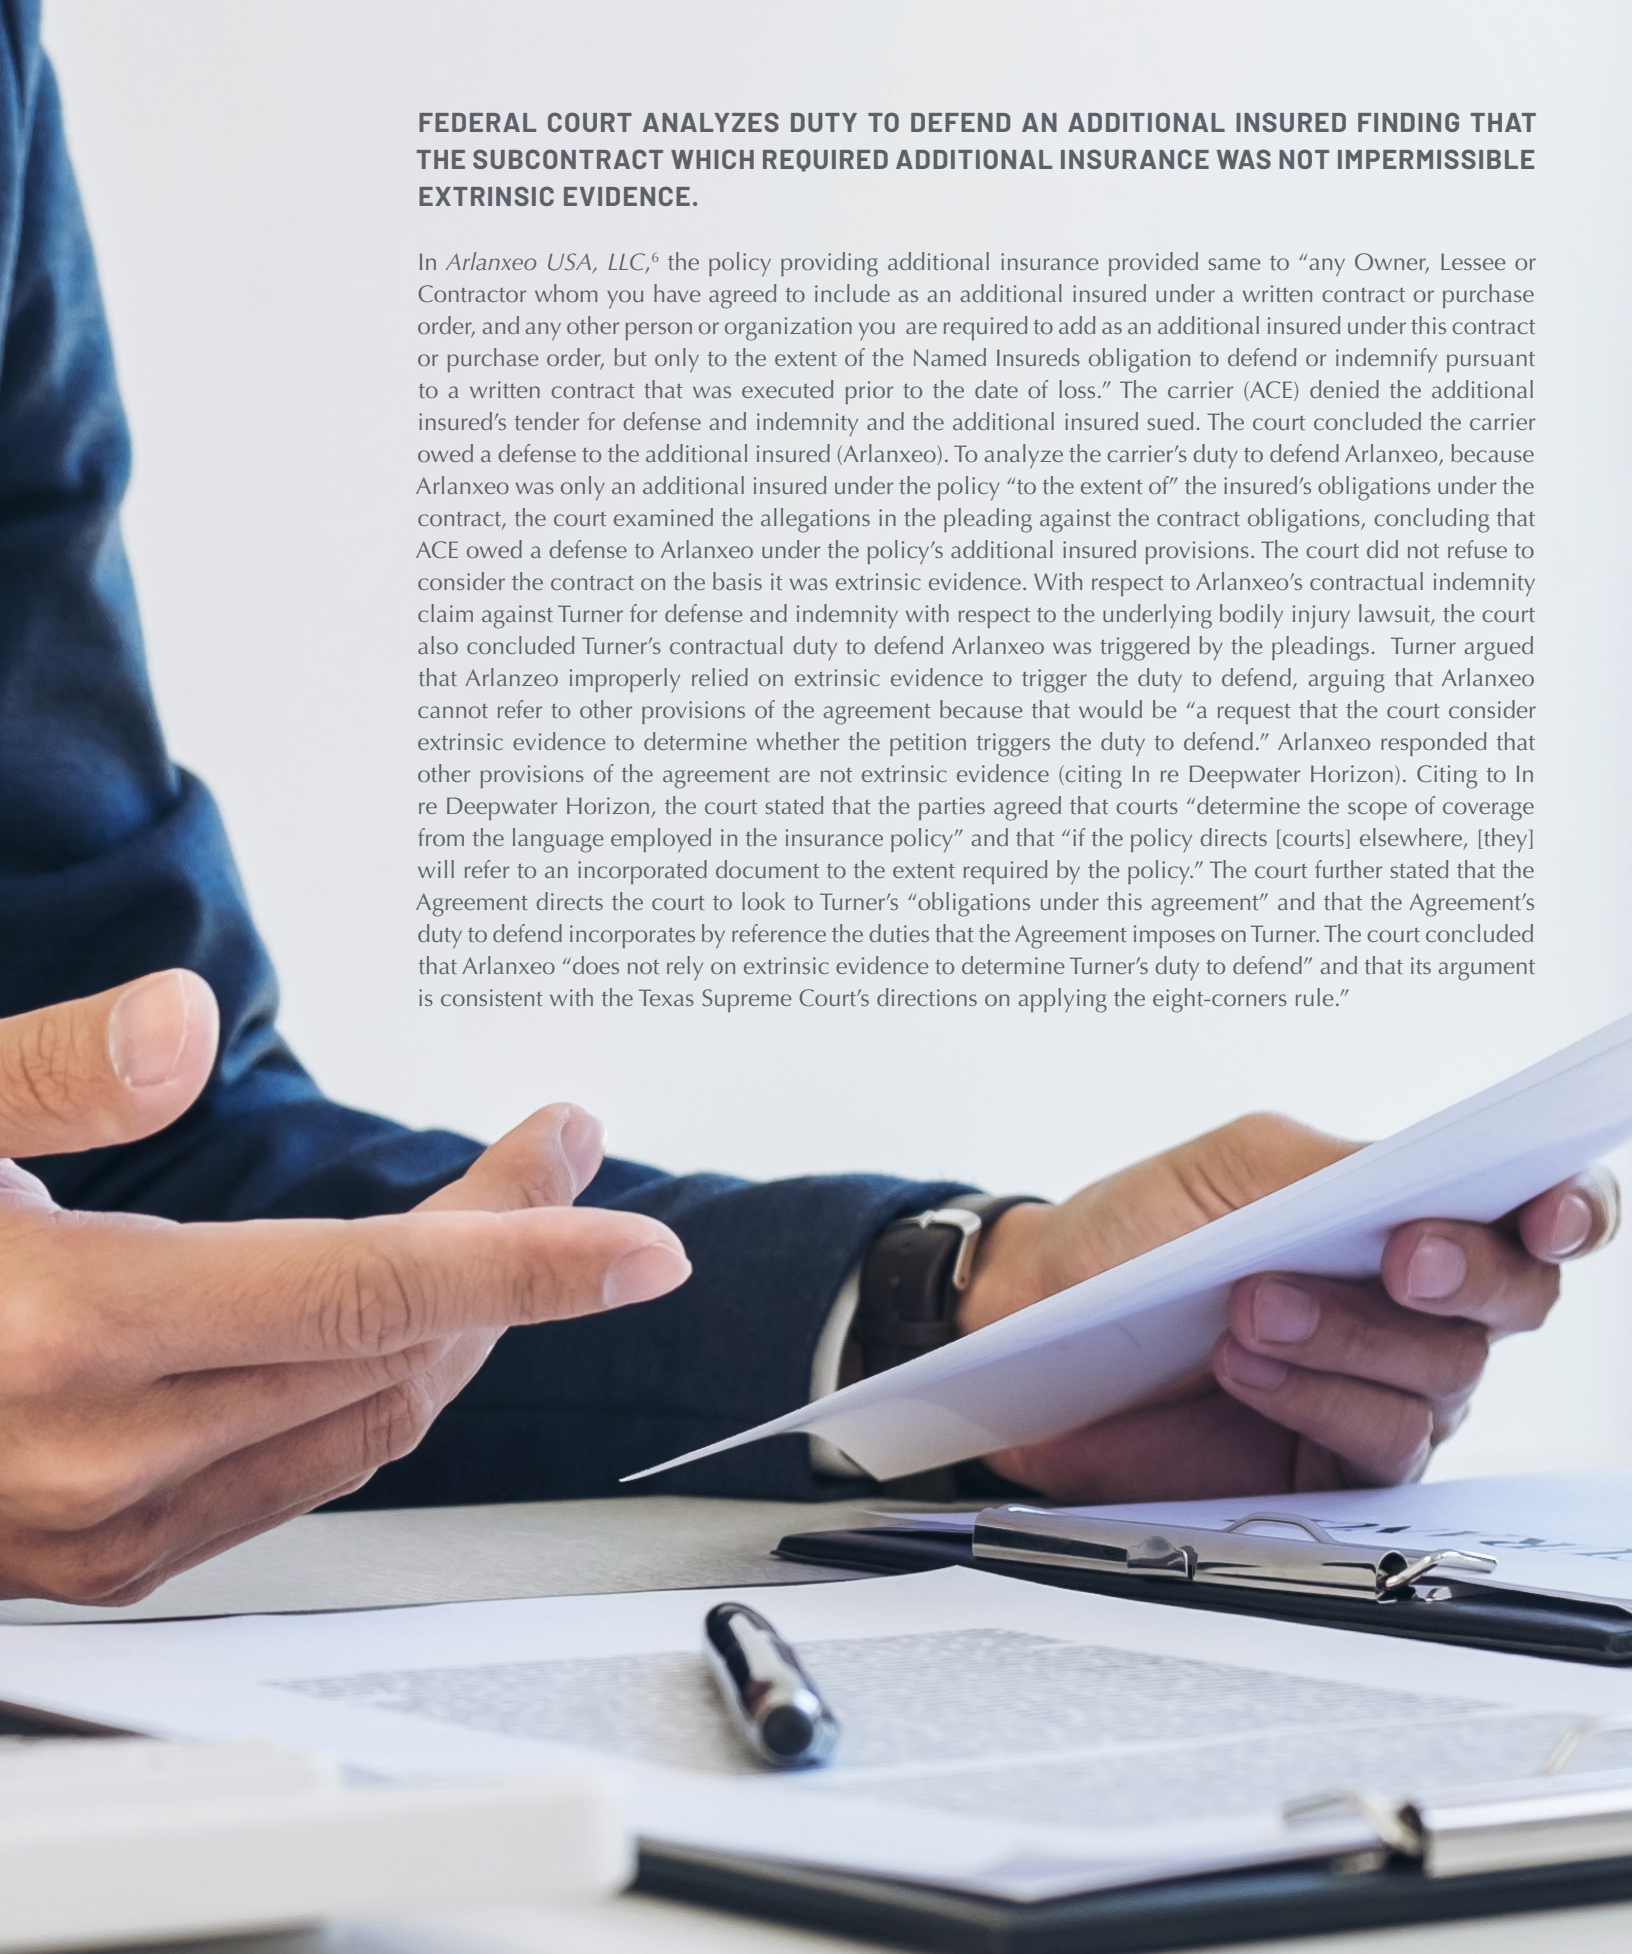 FEDERAL COURT ANALYZES DUTY TO DEFEND AN ADDITIONAL INSURED FINDING THAT
THE SUBCONTRACT WHICH REQUIRED ADDITIONAL INSURANCE WAS NOT IMPERMISSIBLE
EXTRINSIC EVIDENCE.
In Arlanxeo USA, LLC,⁶ the policy providing additional insurance provided same to “any Owner, Lessee or
Contractor whom you have agreed to include as an additional insured under a written contract or purchase
order, and any other person or organization you are required to add as an additional insured under this contract
or purchase order, but only to the extent of the Named Insureds obligation to defend or indemnify pursuant
to a written contract that was executed prior to the date of loss.” The carrier (ACE) denied the additional
insured’s tender for defense and indemnity and the additional insured sued. The court concluded the carrier
owed a defense to the additional insured (Arlanxeo). To analyze the carrier’s duty to defend Arlanxeo, because
Arlanxeo was only an additional insured under the policy “to the extent of” the insured’s obligations under the
contract, the court examined the allegations in the pleading against the contract obligations, concluding that
ACE owed a defense to Arlanxeo under the policy’s additional insured provisions. The court did not refuse to
consider the contract on the basis it was extrinsic evidence. With respect to Arlanxeo’s contractual indemnity
claim against Turner for defense and indemnity with respect to the underlying bodily injury lawsuit, the court
also concluded Turner’s contractual duty to defend Arlanxeo was triggered by the pleadings. Turner argued
that Arlanzeo improperly relied on extrinsic evidence to trigger the duty to defend, arguing that Arlanxeo
cannot refer to other provisions of the agreement because that would be “a request that the court consider
extrinsic evidence to determine whether the petition triggers the duty to defend.” Arlanxeo responded that
other provisions of the agreement are not extrinsic evidence (citing In re Deepwater Horizon). Citing to In
re Deepwater Horizon, the court stated that the parties agreed that courts “determine the scope of coverage
from the language employed in the insurance policy” and that “if the policy directs [courts] elsewhere, [they]
will refer to an incorporated document to the extent required by the policy.” The court further stated that the
Agreement directs the court to look to Turner’s “obligations under this agreement” and that the Agreement’s
duty to defend incorporates by reference the duties that the Agreement imposes on Turner. The court concluded
that Arlanxeo “does not rely on extrinsic evidence to determine Turner’s duty to defend” and that its argument
is consistent with the Texas Supreme Court’s directions on applying the eight-corners rule.”